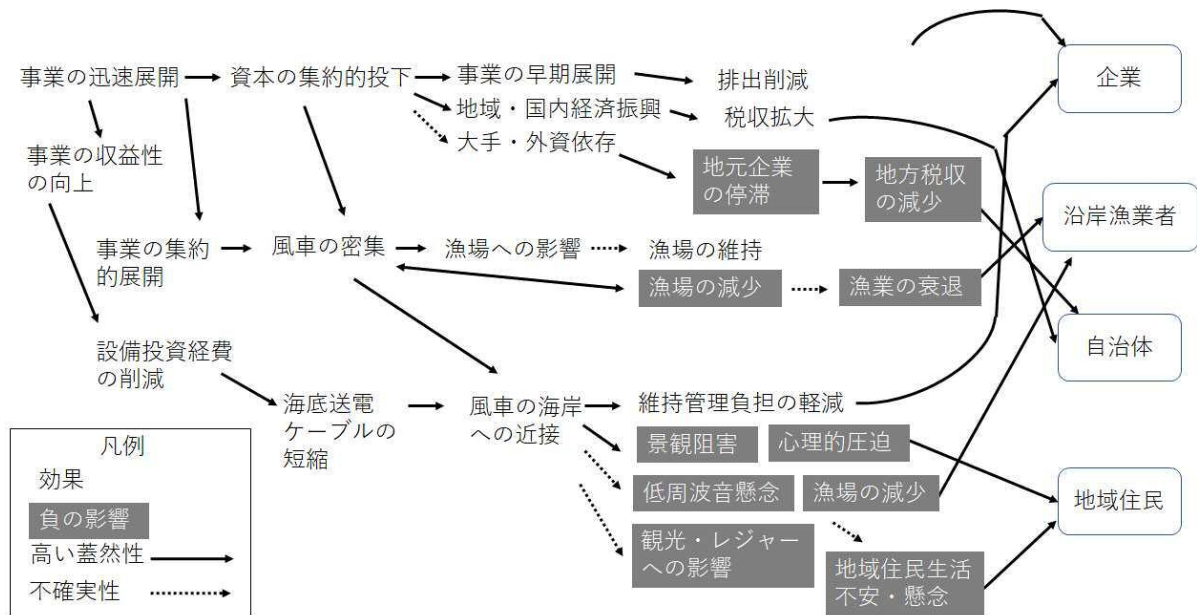 事業の迅速展開
資本の集約的投下
事業の早期展開
地域・国内経済振興
大手・外資依存
排出削減
税収拡大
企業
事業の収益性
の向上
地元企業
の停滞
地方税収
の減少
沿岸漁業者
事業の集約
的展開
風車の密集
漁場への影響
漁場の維持
漁場の減少
漁業の衰退
自治体
設備投資経費
の削減
海底送電
ケーブルの
短縮
風車の海岸
への近接
維持管理負担の軽減
景観阻害
心理的圧迫
低周波音懸念
漁場の減少
観光・レジャー
への影響
地域住民生活
不安・懸念
地域住民
凡例
効果
負の影響
高い蓋然性
不確実性